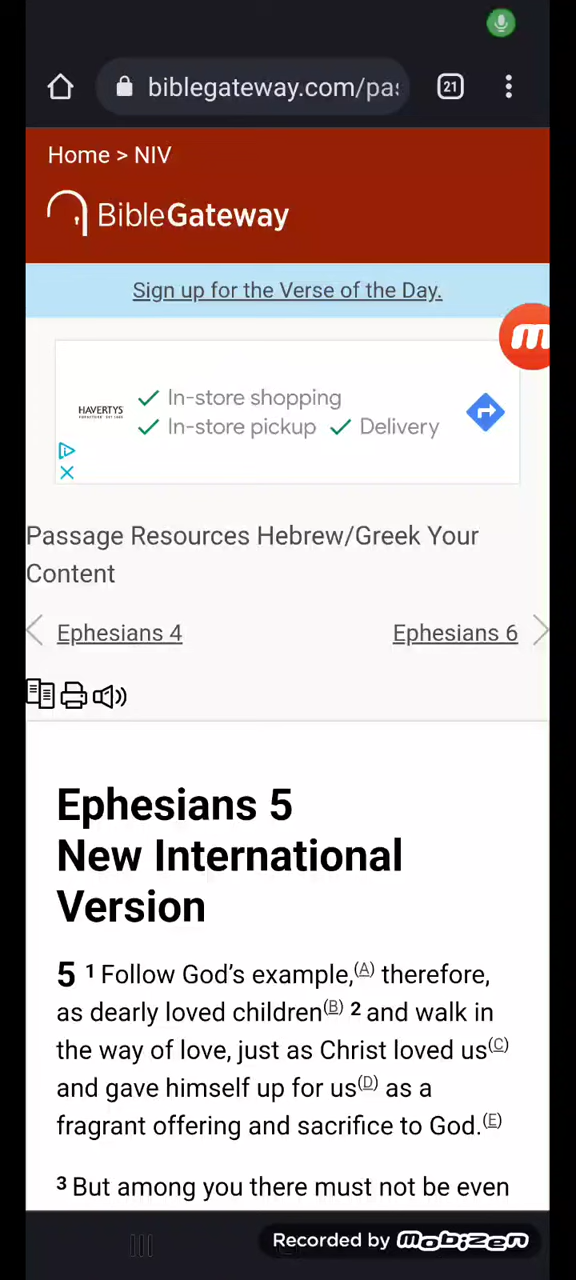 biblegateway.com/pas
21
Home > NIV
BibleGateway
Sign up for the Verse of the Day.
m
HAVERTYS
In-store shopping
In-store pickup Delivery
Passage Resources Hebrew/Greek Your
Content
Ephesians 4
Ephesians 6
Ephesians 5
New International
Version
5 1 Follow God’s example,(A) therefore,
as dearly loved children(B) 2 and walk in
the way of love, just as Christ loved us(C)
and gave himself up for us(D) as a
fragrant offering and sacrifice to God.(E)
3 But among you there must not be even
Recorded by mobizen